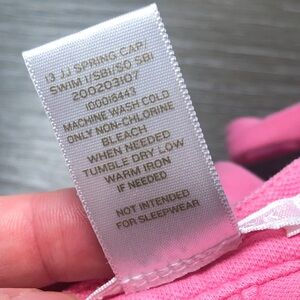 13 JJ SPRING CAP/
SWIM 1/SBI/SO SBI
200203107
100018443
MACHINE WASH COLD
ONLY NON-CHLORINE
BLEACH
WHEN NEEDED
TUMBLE DRY LOW
WARM IRON
IF NEEDED
NOT INTENDED
FOR SLEEPWEAR